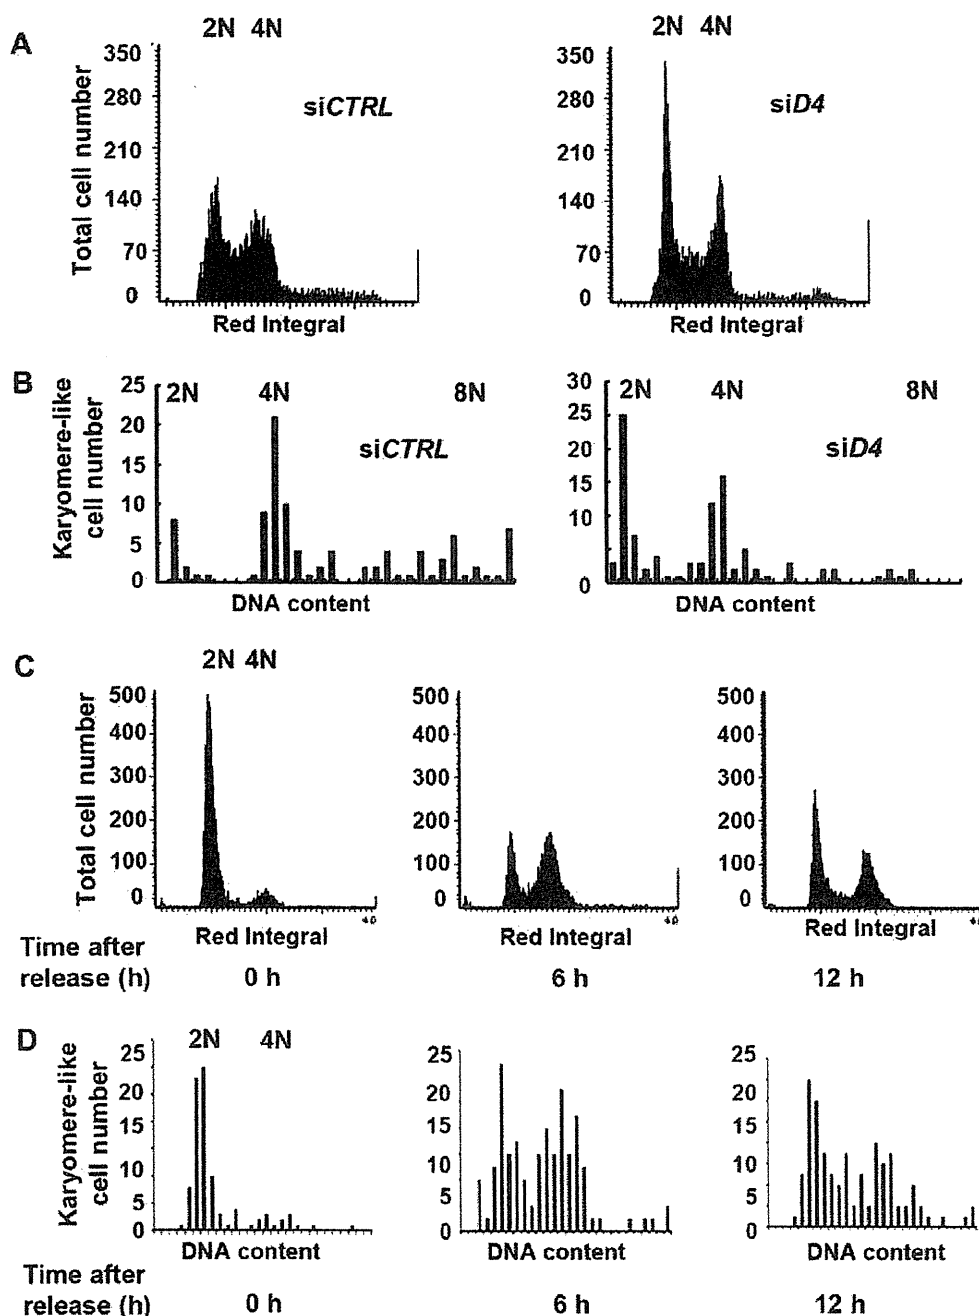 A
2N 4N
2N 4N
350
280
210
140
70
0
Total cell number
siCTRL
Red Integral
350
280
210
140
70
0
siD4
Red Integral
B
25
20
15
10
5
0
Karyomere-like
cell number
2N 4N 8N
siCTRL
DNA content
30
25
20
15
10
5
0
2N 4N 8N
siD4
DNA content
C
2N 4N
500
400
300
200
100
0
Total cell number
Red Integral
500
400
300
200
100
0
Red Integral
500
400
300
200
100
0
Red Integral
Time after
release (h) 0 h 6 h 12 h
D
2N 4N
25
20
15
10
5
0
Karyomere-like
cell number
DNA content
25
20
15
10
5
0
DNA content
25
20
15
10
5
0
DNA content
Time after
release (h) 0 h 6 h 12 h